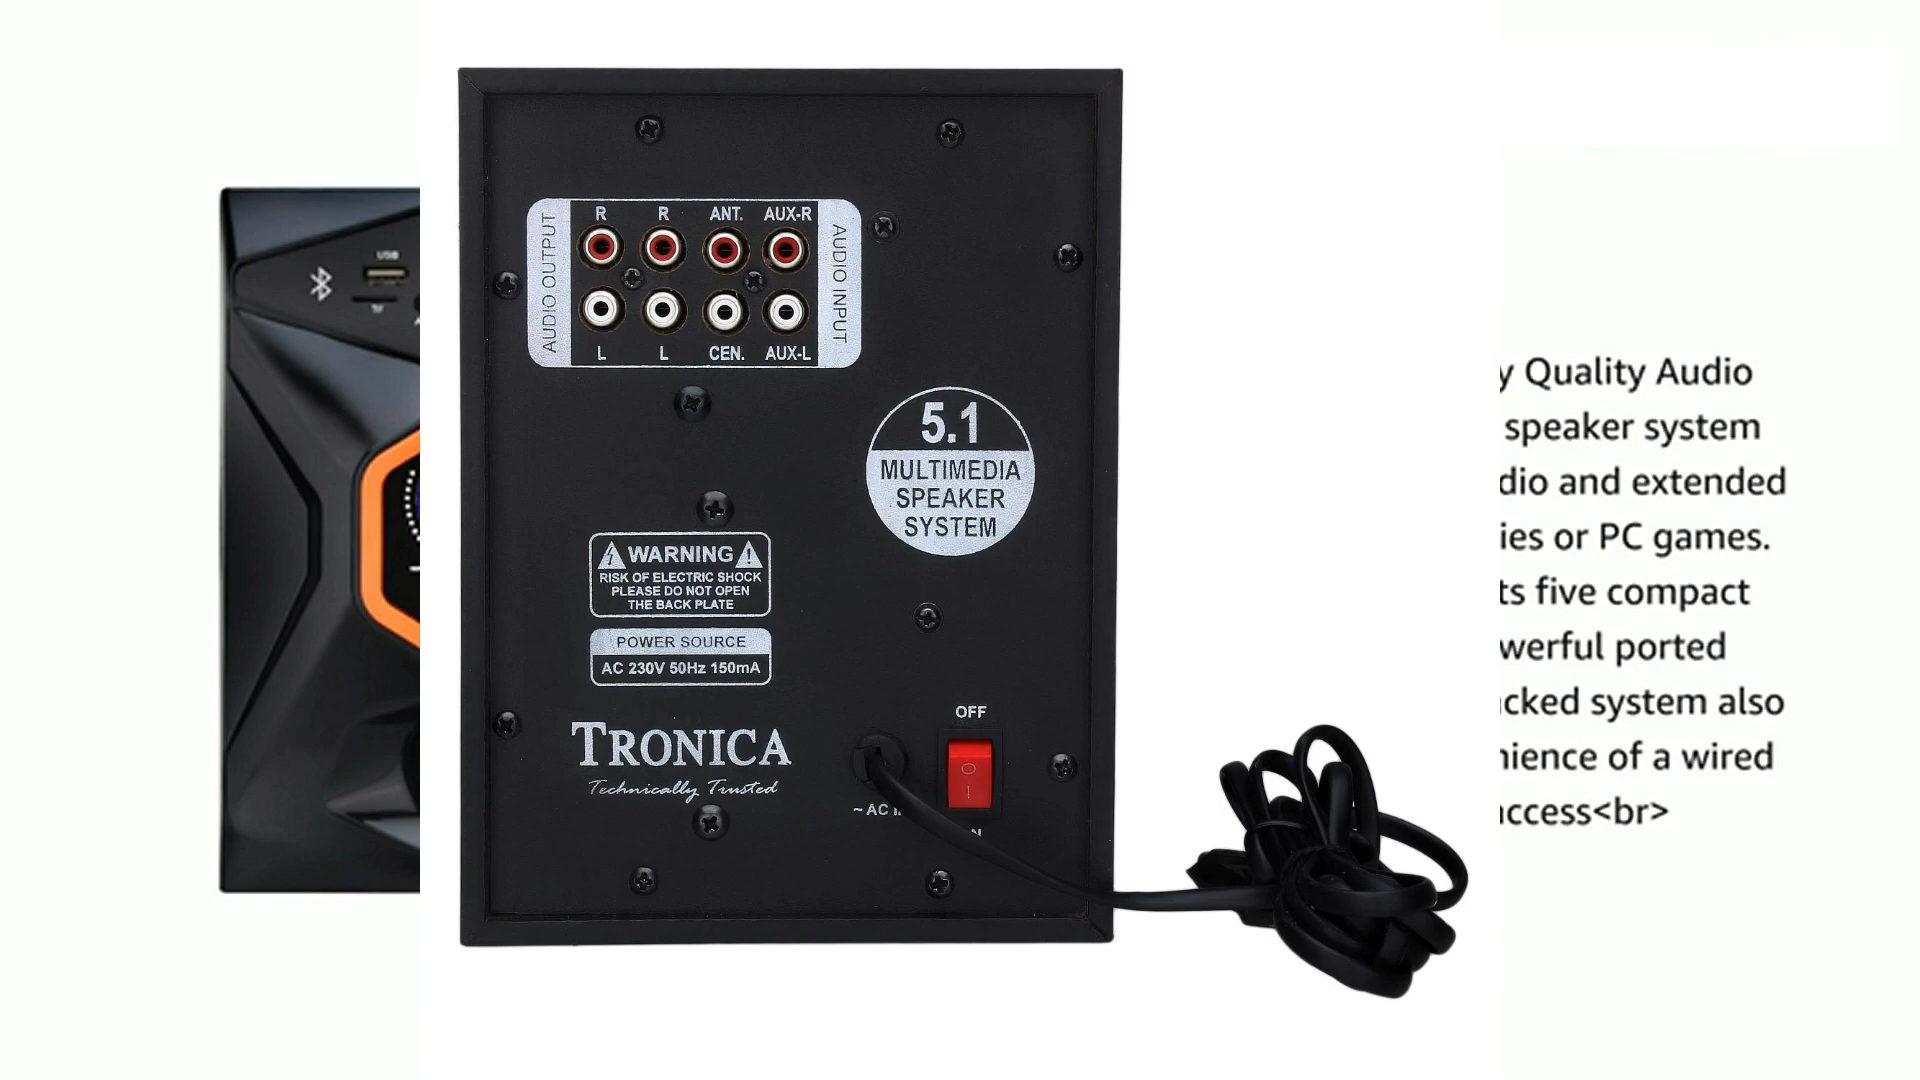 USB
TF
R R ANT. AUX-R
AUDIO OUTPUT
AUDIO INPUT
L L CEN. AUX-L
5.1
MULTIMEDIA
SPEAKER
SYSTEM
WARNING
RISK OF ELECTRIC SHOCK
PLEASE DO NOT OPEN
THE BACK PLATE
POWER SOURCE
AC 230V 50Hz 150mA
OFF
TRONICA
Technically Trusted
~ AC
y Quality Audio
speaker system
dio and extended
ies or PC games.
ts five compact
werful ported
cked system also
nience of a wired
ccess<br>